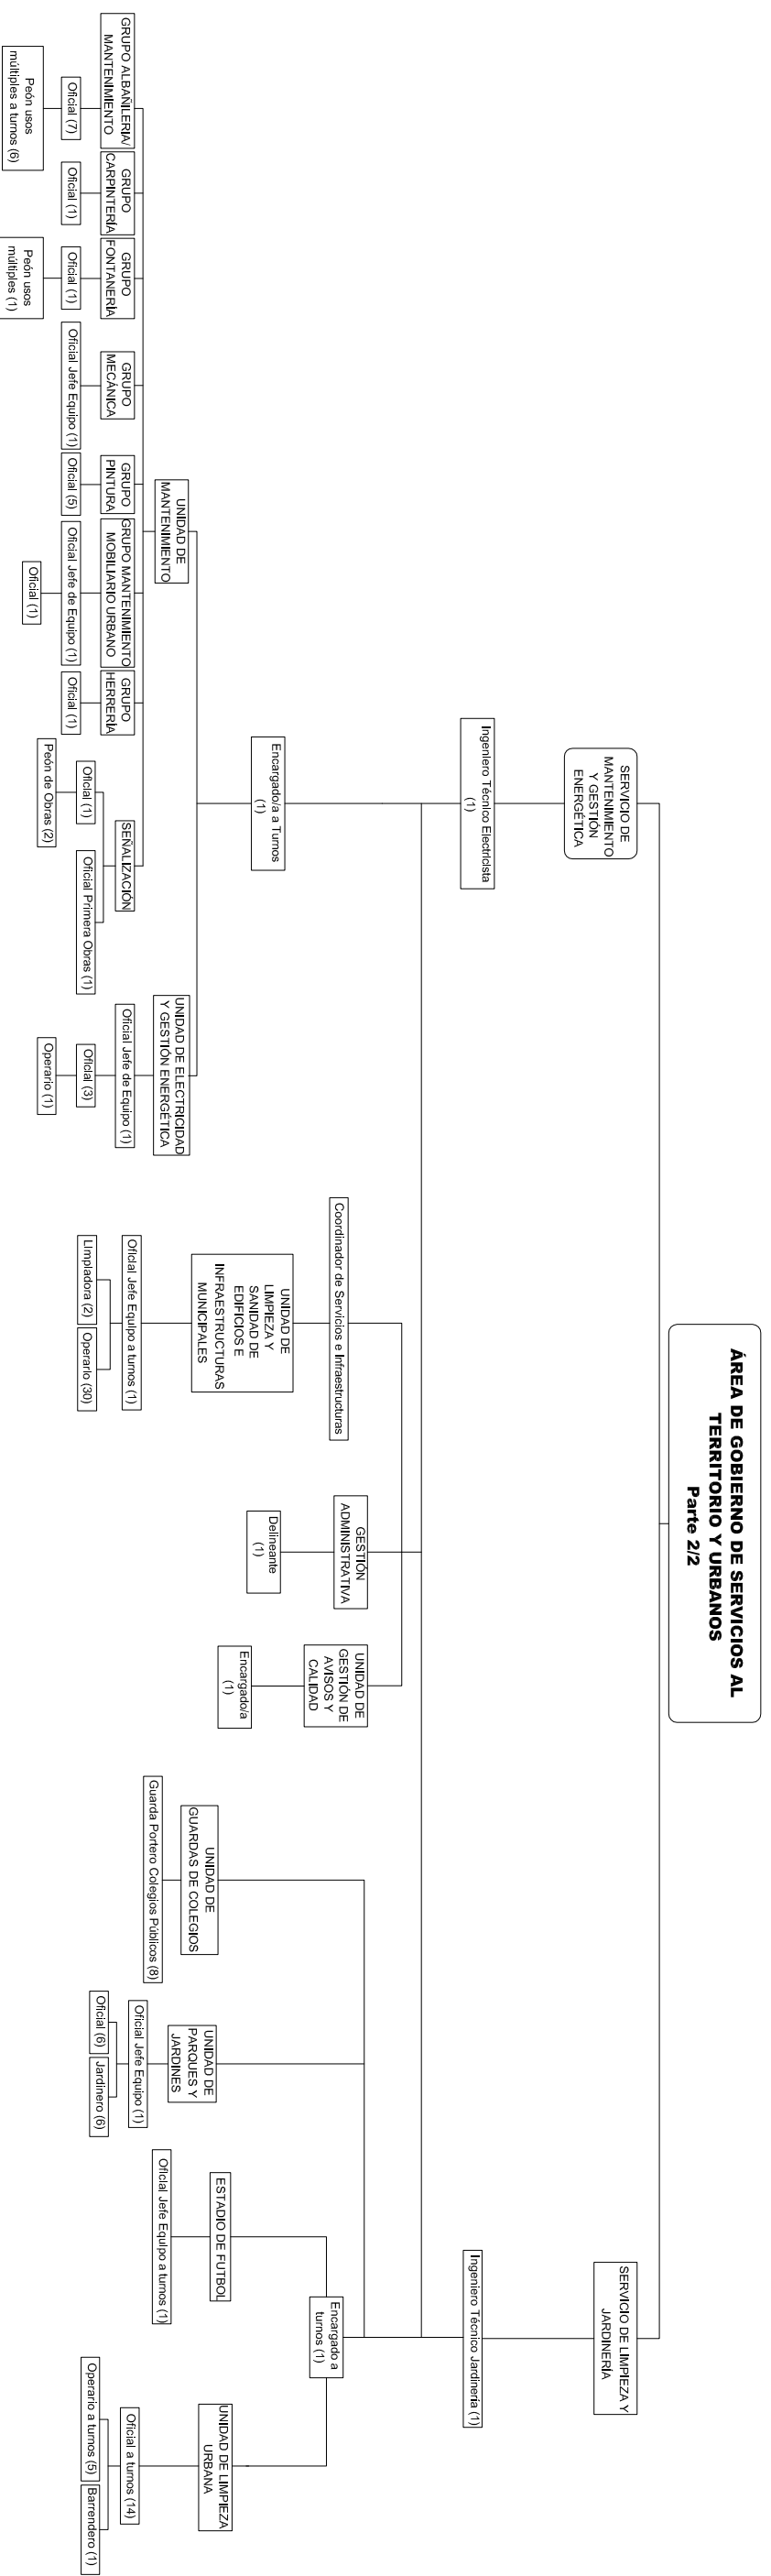 ÁREA DE GOBIERNO DE SERVICIOS AL
TERRITORIO Y URBANOS
Parte 2/2
SERVICIO DE
MANTENIMIENTO
Y GESTIÓN
ENERGÉTICA
SERVICIO DE LIMPIEZA Y
JARDINERÍA
Ingeniero Técnico Electricista
(1)
Ingeniero Técnico Jardinería (1)
Encargado/a a Turnos
(1)
Coordinador de Servicios e Infraestructuras
GESTIÓN
ADMINISTRATIVA
Delineante
(1)
UNIDAD DE
GESTIÓN DE
AVISOS Y
CALIDAD
Encargado/a
(1)
Encargado a
turnos (1)
UNIDAD DE
MANTENIMIENTO
UNIDAD DE ELECTRICIDAD
Y GESTIÓN ENERGÉTICA
UNIDAD DE
LIMPIEZA Y
SANIDAD DE
EDIFICIOS E
INFRAESTRUCTURAS
MUNICIPALES
UNIDAD DE
GUARDAS DE COLEGIOS
UNIDAD DE
PARQUES Y
JARDINES
ESTADIO DE FUTBOL
UNIDAD DE LIMPIEZA
URBANA
GRUPO ALBAÑILERIA/
MANTENIMIENTO
GRUPO
CARPINTERÍA
GRUPO
FONTANERÍA
GRUPO
MECÁNICA
GRUPO
PINTURA
GRUPO MANTENIMIENTO
MOBILIARIO URBANO
GRUPO
HERRERÍA
SEÑALIZACIÓN
Oficial Jefe de Equipo (1)
Oficial Jefe Equipo a turnos (1)
Guarda Portero Colegios Públicos (8)
Oficial Jefe Equipo (1)
Oficial Jefe Equipo a turnos (1)
Oficial a turnos (14)
Oficial (7)
Oficial (1)
Oficial (1)
Oficial Jefe Equipo (1)
Oficial (5)
Oficial Jefe de Equipo (1)
Oficial (1)
Oficial (1)
Oficial Primera Obras (1)
Oficial (3)
Limpiadora (2)
Operario (30)
Oficial (6)
Jardinero (6)
Operario a turnos (5)
Barrendero (1)
Peón usos
múltiples a turnos (6)
Peón usos
múltiples (1)
Oficial (1)
Peón de Obras (2)
Operario (1)